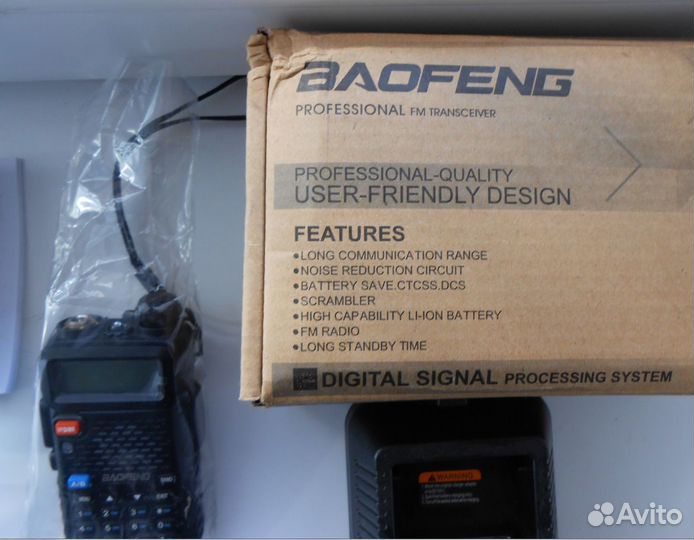 BAOFENG
PROFESSIONAL FM TRANSCEIVER
PROFESSIONAL-QUALITY
USER-FRIENDLY DESIGN
FEATURES
•LONG COMMUNICATION RANGE
•NOISE REDUCTION CIRCUIT
•BATTERY SAVE.CTCSS,DCS
•SCRAMBLER
•HIGH CAPABILITY LI-ION BATTERY
•FM RADIO
•LONG STANDBY TIME
DIGITAL SIGNAL PROCESSING SYSTEM
BAOFENG
A/B
WARNING
Avito